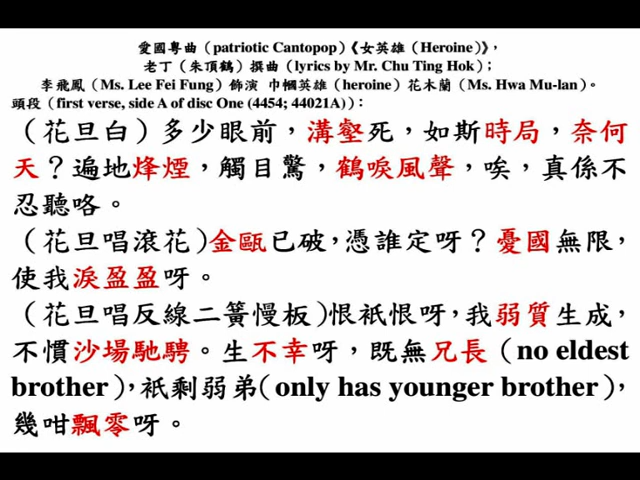 愛國粵曲（patriotic Cantopop）《女英雄（Heroine）》，
老丁（朱頂鶴）撰曲（lyrics by Mr. Chu Ting Hok）；
李飛鳳（Ms. Lee Fei Fung）飾演 巾幗英雄（heroine）花木蘭（Ms. Hwa Mu-lan）。
頭段（first verse, side A of disc One (4454; 44021A)）：
（花旦白）多少眼前，溝壑死，如斯時局，奈何
天？遍地烽煙，觸目驚，鶴唳風聲，唉，真係不
忍聽咯。
（花旦唱滾花)金甌已破，憑誰定呀？憂國無限，
使我淚盈盈呀。
（花旦唱反線二簧慢板)恨衹恨呀，我弱質生成，
不慣沙場馳騁。生不幸呀，既無兄長（no eldest
brother），衹剩弱弟（only has younger brother），
幾咁飄零呀。